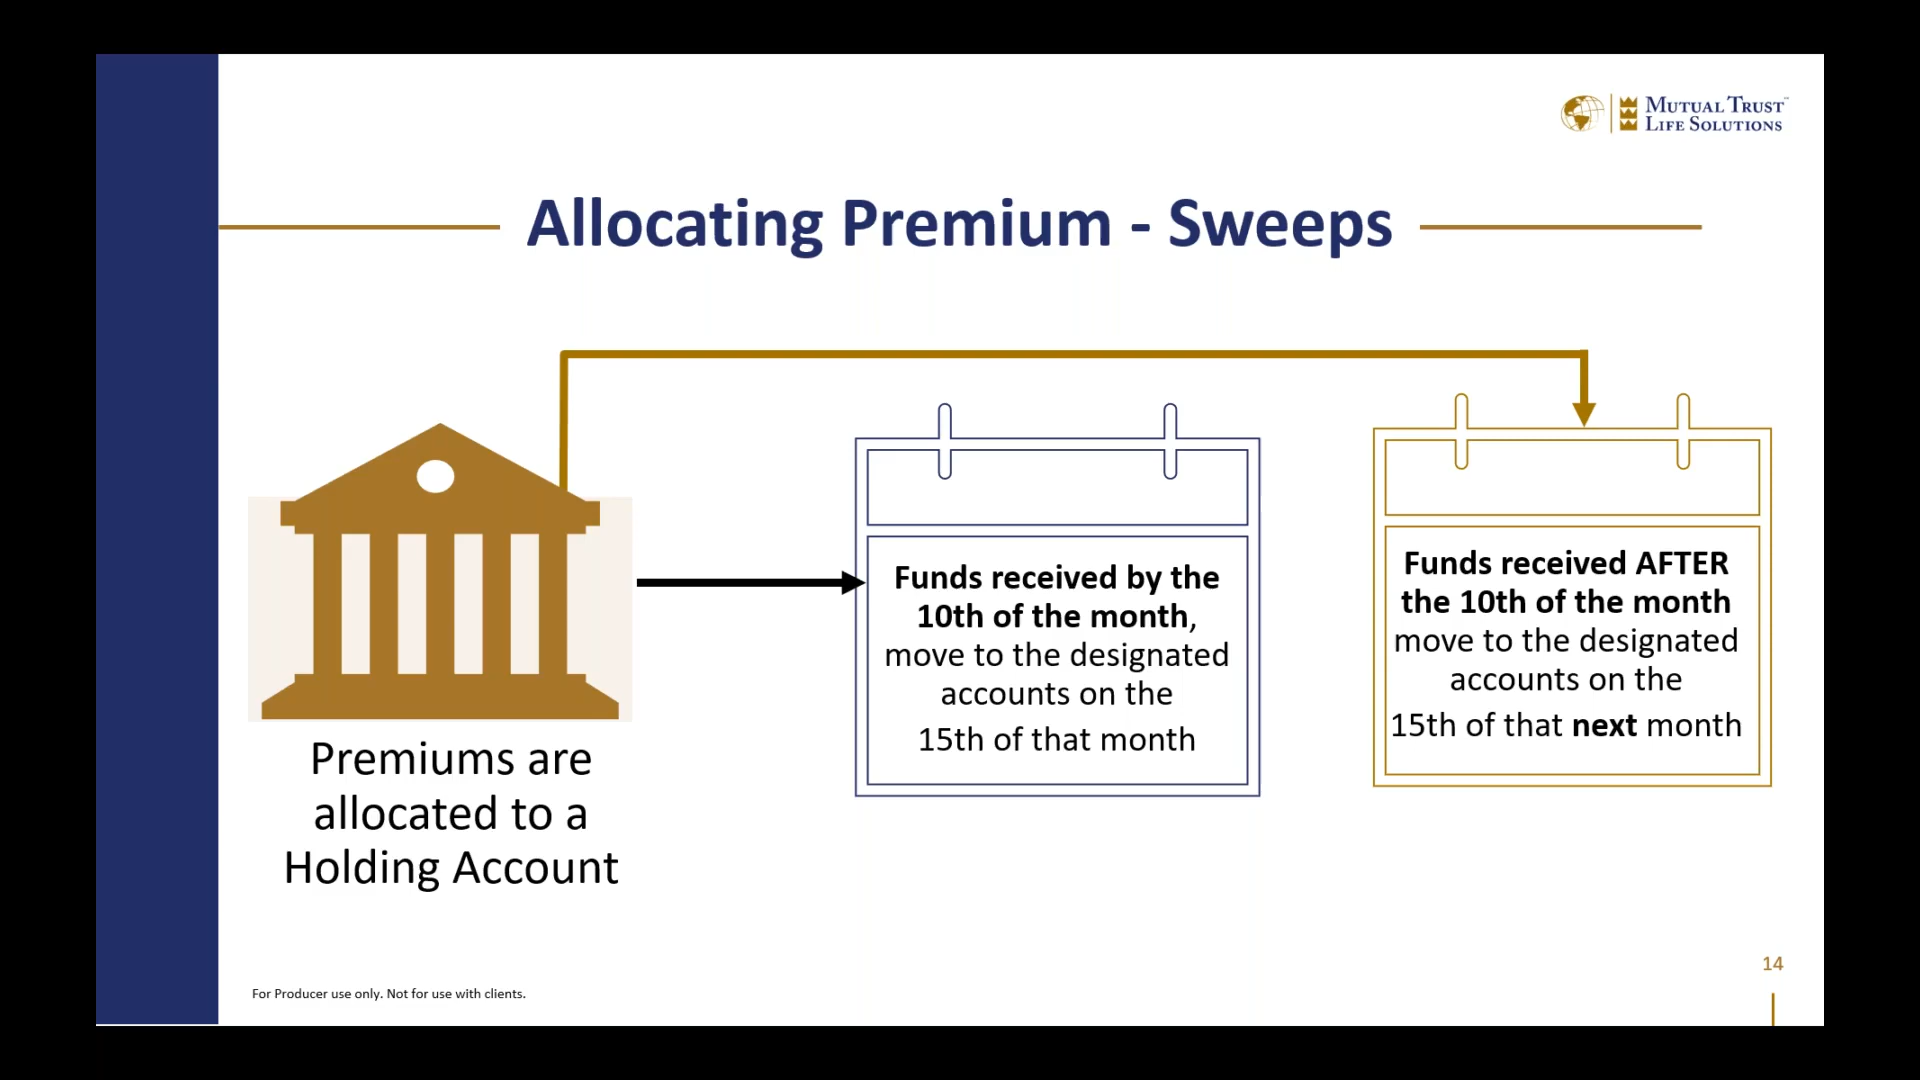 MUTUAL TRUST™
LIFE SOLUTIONS
Allocating Premium - Sweeps
Premiums are
allocated to a
Holding Account
Funds received by the
10th of the month,
move to the designated
accounts on the
15th of that month
Funds received AFTER
the 10th of the month
move to the designated
accounts on the
15th of that next month
14
For Producer use only. Not for use with clients.